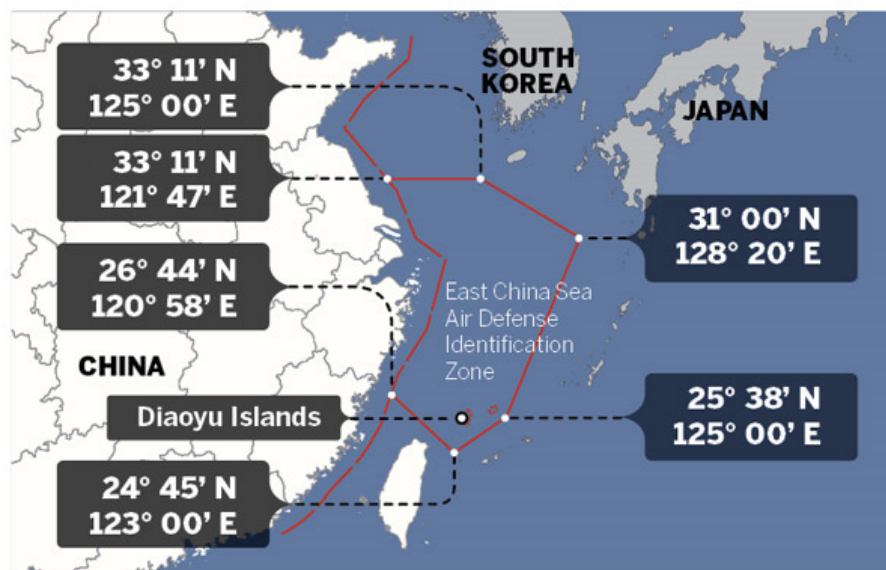 33° 11’ N
125° 00’ E
SOUTH
KOREA
JAPAN
33° 11’ N
121° 47’ E
31° 00’ N
128° 20’ E
26° 44’ N
120° 58’ E
East China Sea
Air Defense
Identification
Zone
CHINA
Diaoyu Islands
25° 38’ N
125° 00’ E
24° 45’ N
123° 00’ E